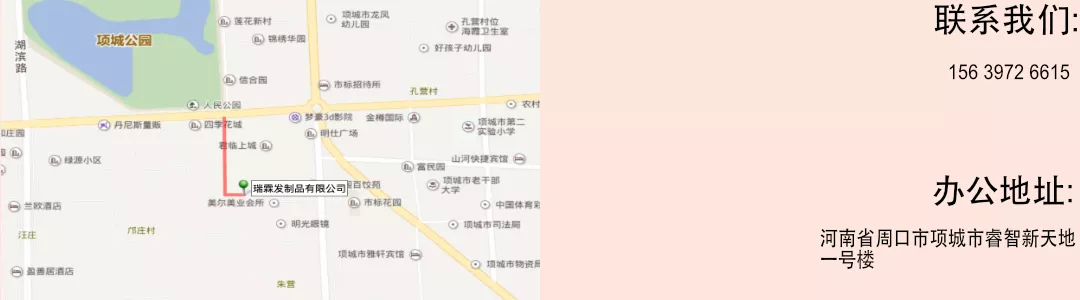 莲花新村
项城市龙凤
幼儿园
孔营村位
海霞卫生室
项城公园
锦绣华园
好孩子幼儿园
湖滨路
信合园
市标招待所
孔营村
人民公园
农村
邝庄园
丹尼斯量贩
四季花城
梦豪3d影院
金樽国际
项城市第二
实验小学
明仕广场
君临上城
绿源小区
富民园
山河快捷宾馆
瑞霖发制品有限公司
百饺苑
项城市老干部
大学
兰欧酒店
美尔美业会所
市标花园
中国体育彩
汪庄
邝庄村
明光眼镜
项城市司法局
项城市雅轩宾馆
项城市物资局
盈善居酒店
朱营
联系我们:
156 3972 6615
办公地址:
河南省周口市项城市睿智新天地
一号楼